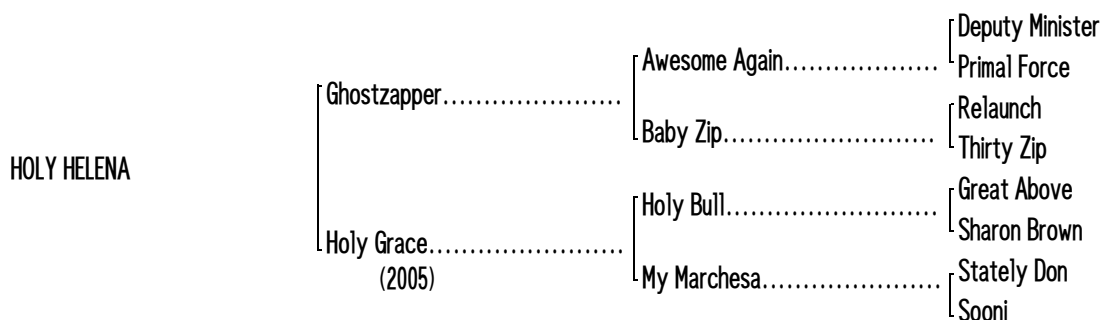 Deputy Minister
Awesome Again...................
Primal Force
Ghostzapper......................
Relaunch
Baby Zip..........................
Thirty Zip
HOLY HELENA
Great Above
Holy Bull..........................
Sharon Brown
Holy Grace........................
(2005)
Stately Don
My Marchesa......................
Sooni